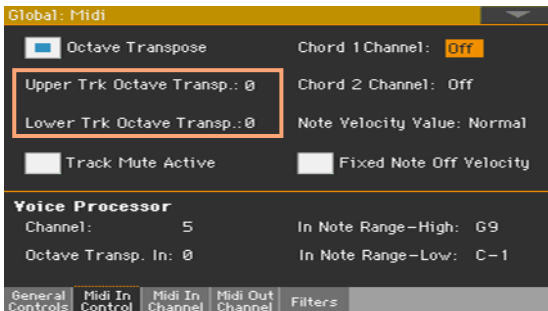 Global: Midi
Octave Transpose
Chord 1 Channel: Off
Upper Trk Octave Transp.: 0
Chord 2 Channel: Off
Lower Trk Octave Transp.: 0
Note Velocity Value: Normal
Track Mute Active
Fixed Note Off Velocity
Voice Processor
Channel: 5
In Note Range-High: G9
Octave Transp. In: 0
In Note Range-Low: C-1
General Controls
Midi In Control
Midi In Channel
Midi Out Channel
Filters